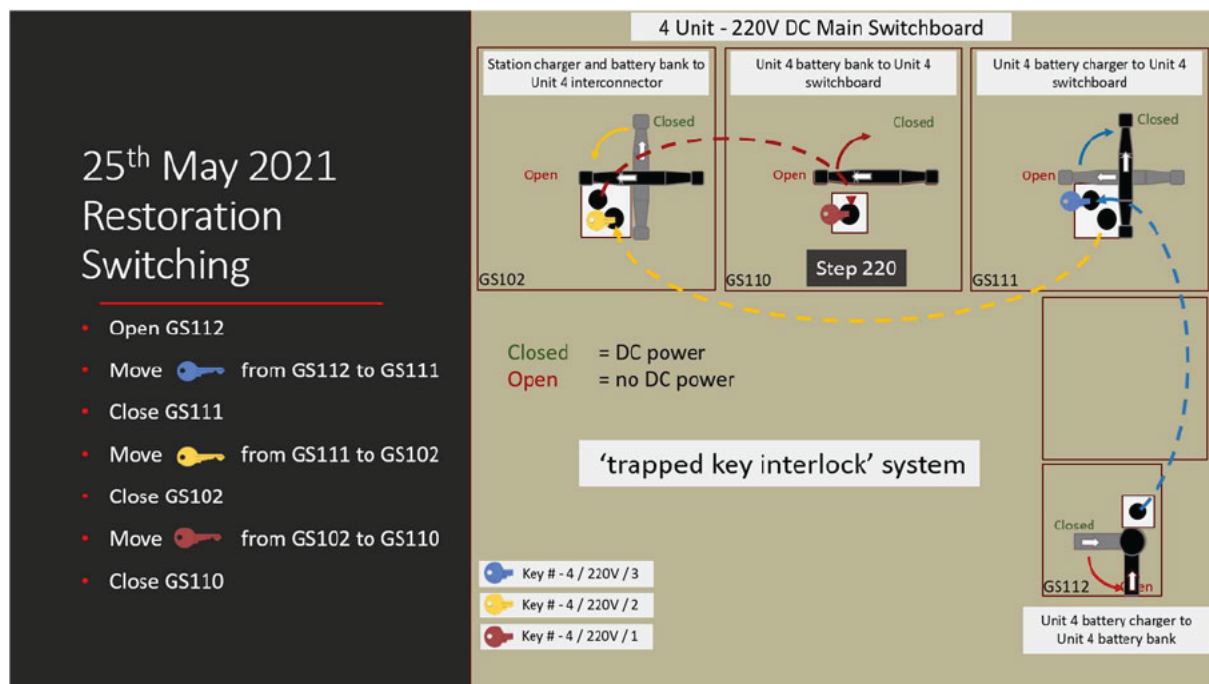 25th May 2021
Restoration
Switching
• Open GS112
• Move from GS112 to GS111
• Close GS111
• Move from GS111 to GS102
• Close GS102
• Move from GS102 to GS110
• Close GS110
4 Unit - 220V DC Main Switchboard
Station charger and battery bank to
Unit 4 interconnector
Closed
Open
GS102
Unit 4 battery bank to Unit 4
switchboard
Closed
Open
Step 220
GS110
Unit 4 battery charger to Unit 4
switchboard
Closed
Open
GS111
Closed = DC power
Open = no DC power
'trapped key interlock' system
Key # - 4 / 220V / 3
Key # - 4 / 220V / 2
Key # - 4 / 220V / 1
Closed
GS112
Open
Unit 4 battery charger to
Unit 4 battery bank